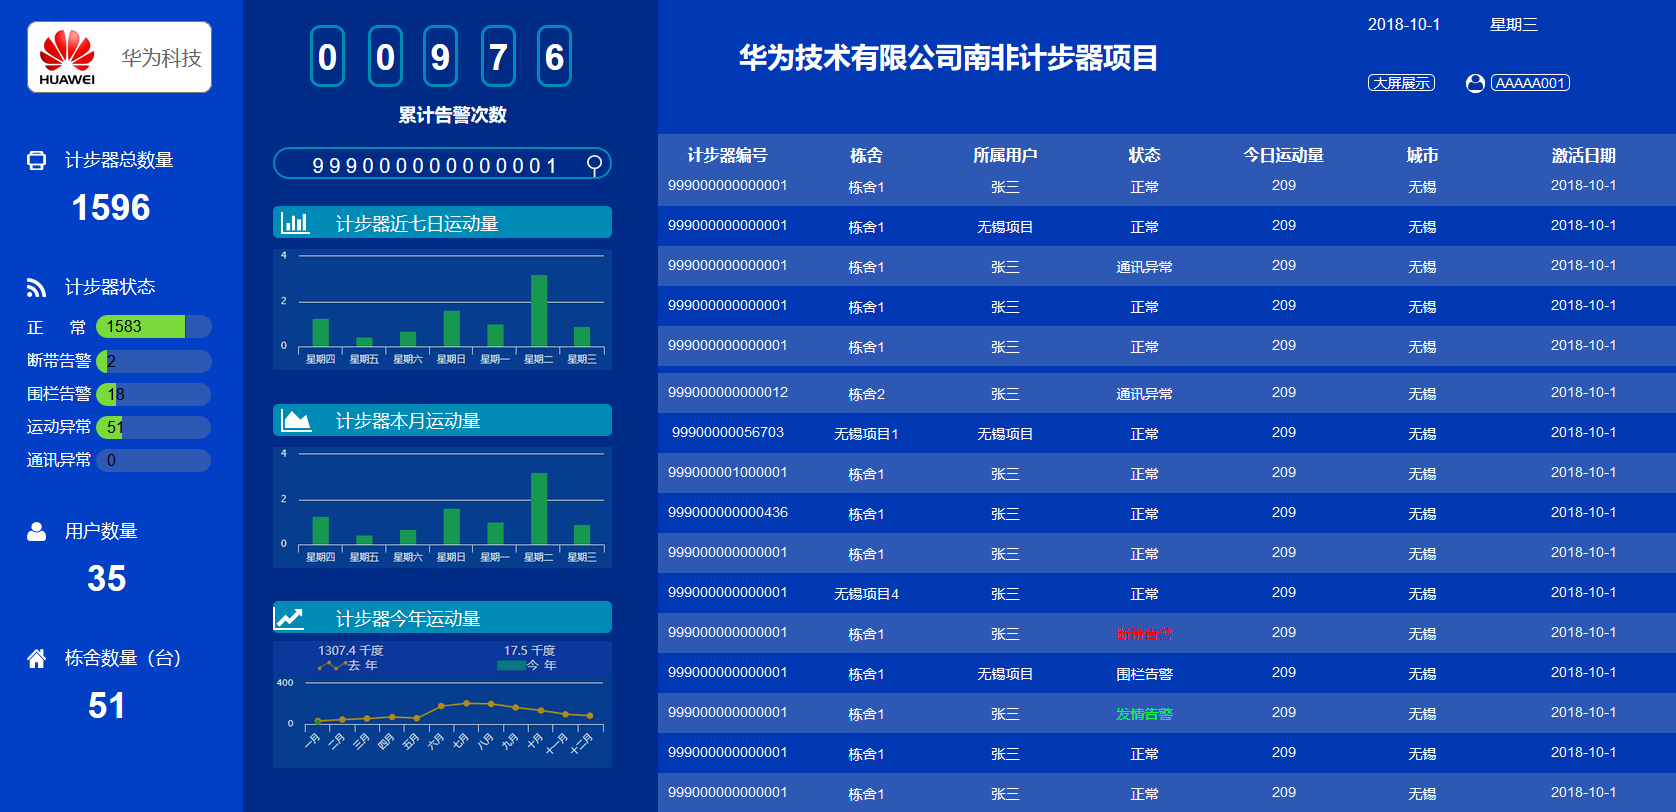 HUAWEI 华为科技
计步器总数量
1596
计步器状态
正 常 1583
断带告警 2
围栏告警 18
运动异常 51
通讯异常 0
用户数量
35
栋舍数量（台）
51
0 0 9 7 6
累计告警次数
999000000000001
计步器近七日运动量
4
2
0
星期四 星期五 星期六 星期日 星期一 星期二 星期三
计步器本月运动量
4
2
0
星期四 星期五 星期六 星期日 星期一 星期二 星期三
计步器今年运动量
1307.4 千度 17.5 千度
去 年 今 年
400
0
一月 二月 三月 四月 五月 六月 七月 八月 九月 十月 十一月 十二月
华为技术有限公司南非计步器项目
2018-10-1 星期三
大屏展示 AAAAA001
计步器编号 栋舍 所属用户 状态 今日运动量 城市 激活日期
999000000000001 栋舍1 张三 正常 209 无锡 2018-10-1
999000000000001 栋舍1 无锡项目 正常 209 无锡 2018-10-1
999000000000001 栋舍1 张三 通讯异常 209 无锡 2018-10-1
999000000000001 栋舍1 张三 正常 209 无锡 2018-10-1
999000000000001 栋舍1 张三 正常 209 无锡 2018-10-1
999000000000012 栋舍2 张三 通讯异常 209 无锡 2018-10-1
99900000056703 无锡项目1 无锡项目 正常 209 无锡 2018-10-1
999000001000001 栋舍1 张三 正常 209 无锡 2018-10-1
999000000000436 栋舍1 张三 正常 209 无锡 2018-10-1
999000000000001 栋舍1 张三 正常 209 无锡 2018-10-1
999000000000001 无锡项目4 张三 正常 209 无锡 2018-10-1
999000000000001 栋舍1 张三 断带告警 209 无锡 2018-10-1
999000000000001 栋舍1 无锡项目 围栏告警 209 无锡 2018-10-1
999000000000001 栋舍1 张三 发情告警 209 无锡 2018-10-1
999000000000001 栋舍1 张三 正常 209 无锡 2018-10-1
999000000000001 栋舍1 张三 正常 209 无锡 2018-10-1